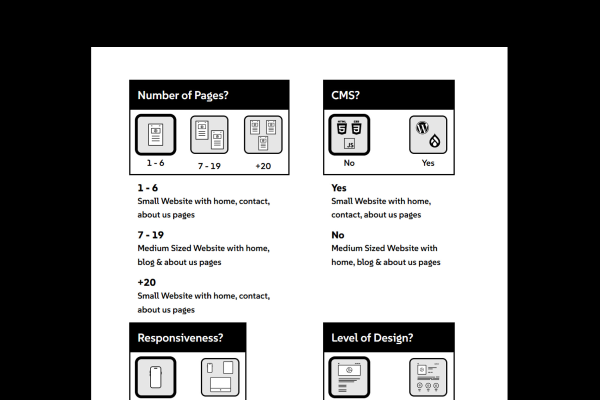 Number of Pages?
1 - 6
7 - 19
+20
1 - 6
Small Website with home, contact,
about us pages
7 - 19
Medium Sized Website with home,
blog & about us pages
+20
Small Website with home, contact,
about us pages
CMS?
HTML
CSS
JS
No
Yes
Yes
Small Website with home,
contact, about us pages
No
Medium Sized Website with
home, blog & about us pages
Responsiveness?
Level of Design?